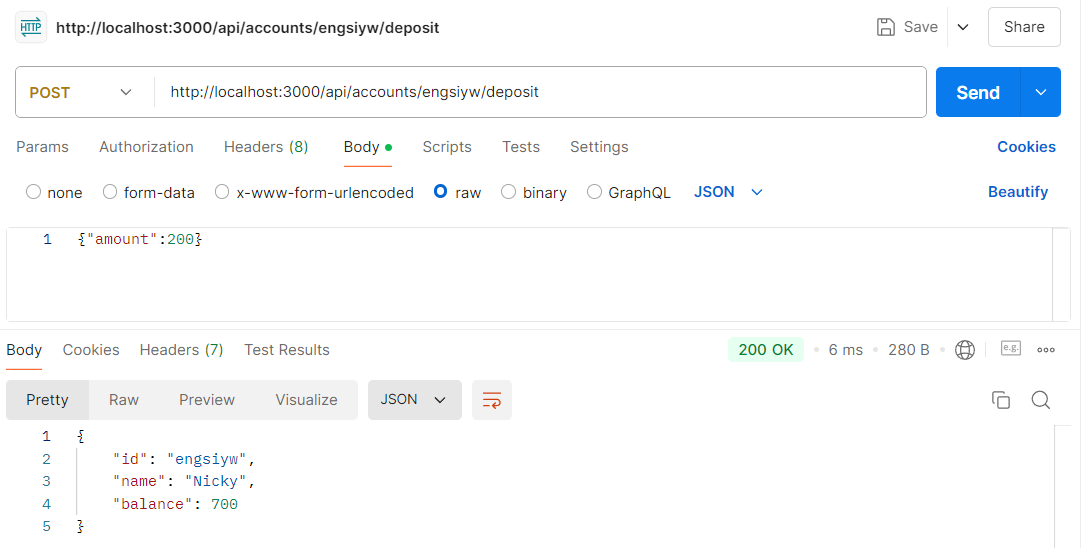 HTTP http://localhost:3000/api/accounts/engsiyw/deposit Save Share
POST http://localhost:3000/api/accounts/engsiyw/deposit Send
Params Authorization Headers (8) Body Scripts Tests Settings Cookies
none form-data x-www-form-urlencoded raw binary GraphQL JSON Beautify
1 {"amount":200}
Body Cookies Headers (7) Test Results 200 OK 6 ms 280 B e.g.
Pretty Raw Preview Visualize JSON
1 {
2 "id": "engsiyw",
3 "name": "Nicky",
4 "balance": 700
5 }